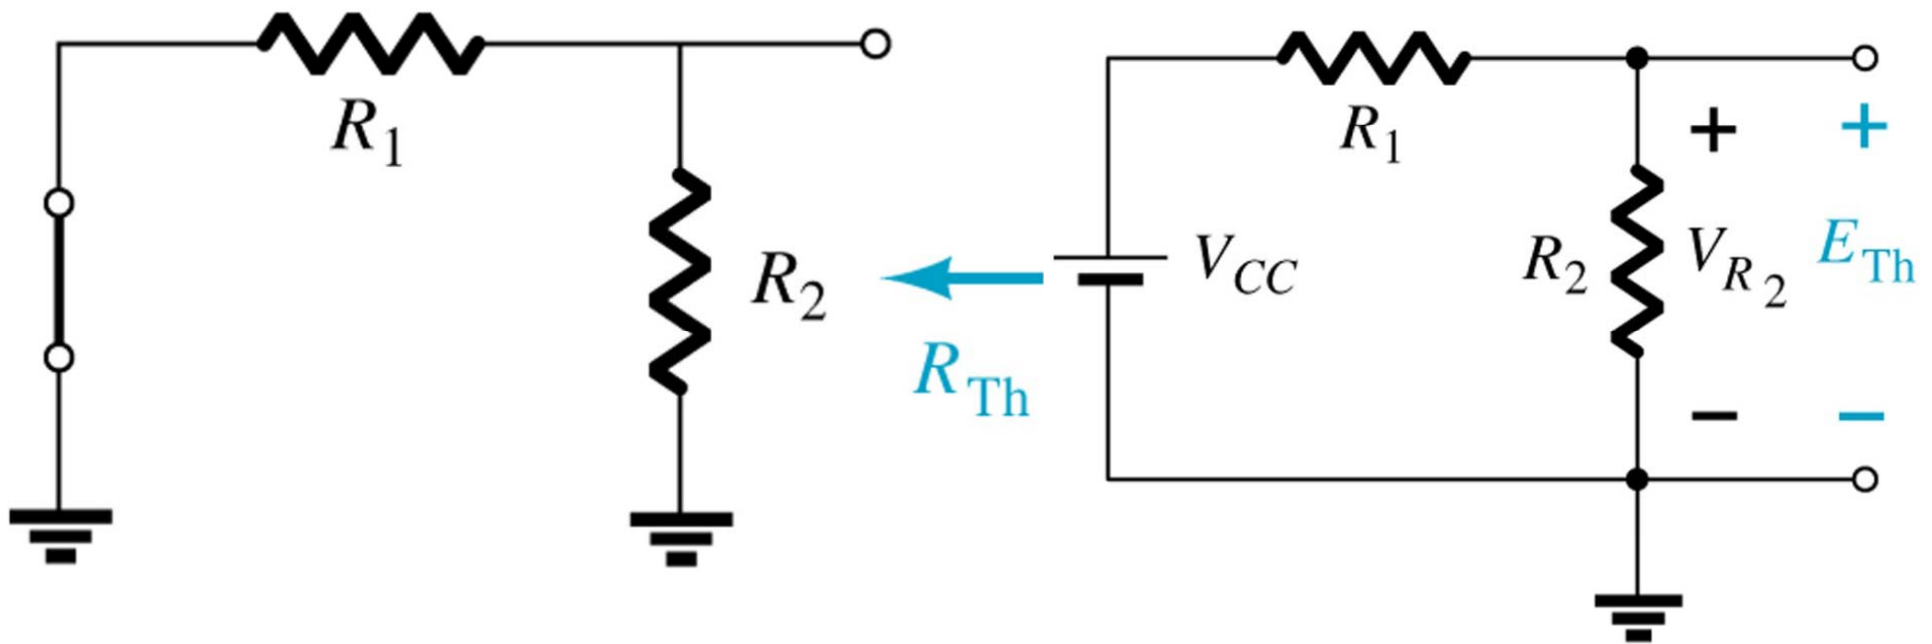 R1
R2
RTh
R1
VCC
R2
+
VR2
−
+
ETh
−